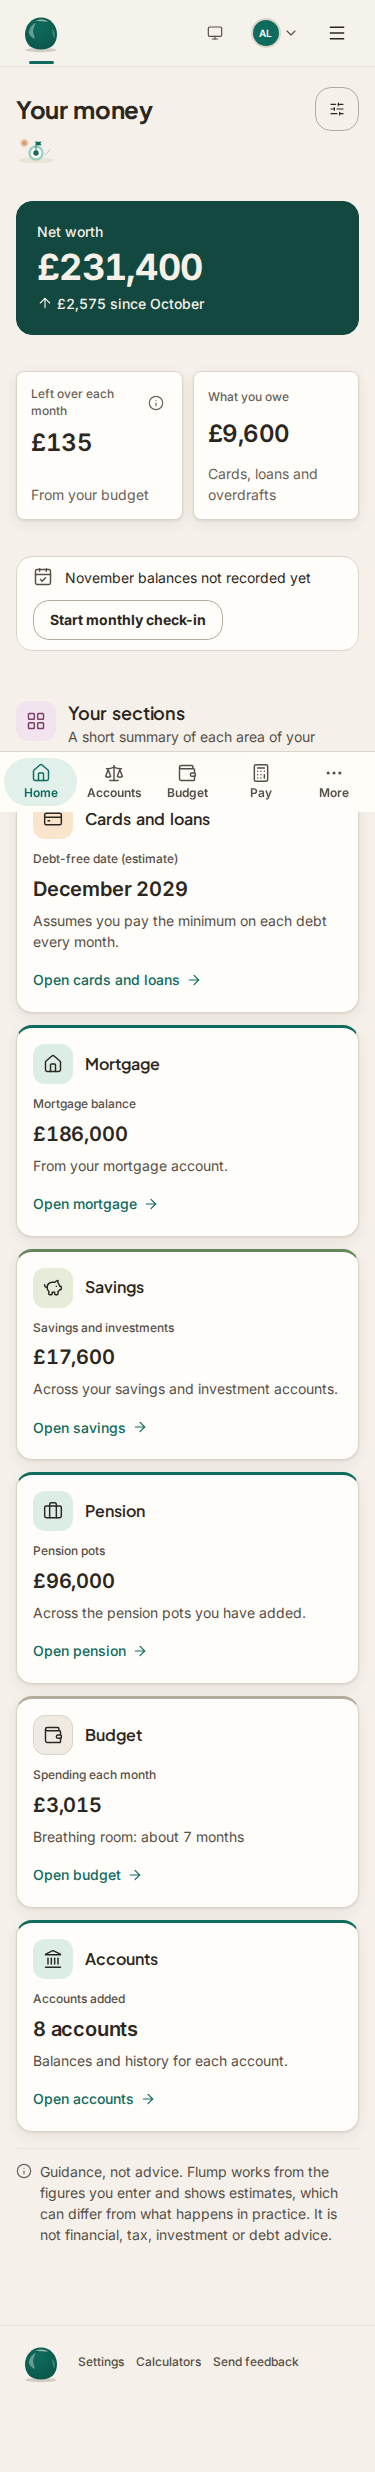 AL
Your money
Net worth
£231,400
↑ £2,575 since October
Left over each
month
£135
From your budget
What you owe
£9,600
Cards, loans and
overdrafts
November balances not recorded yet
Start monthly check-in
Your sections
A short summary of each area of your
Home
Accounts
Budget
Pay
More
Cards and loans
Debt-free date (estimate)
December 2029
Assumes you pay the minimum on each debt
every month.
Open cards and loans →
Mortgage
Mortgage balance
£186,000
From your mortgage account.
Open mortgage →
Savings
Savings and investments
£17,600
Across your savings and investment accounts.
Open savings →
Pension
Pension pots
£96,000
Across the pension pots you have added.
Open pension →
Budget
Spending each month
£3,015
Breathing room: about 7 months
Open budget →
Accounts
Accounts added
8 accounts
Balances and history for each account.
Open accounts →
Guidance, not advice. Flump works from the
figures you enter and shows estimates, which
can differ from what happens in practice. It is
not financial, tax, investment or debt advice.
Settings
Calculators
Send feedback